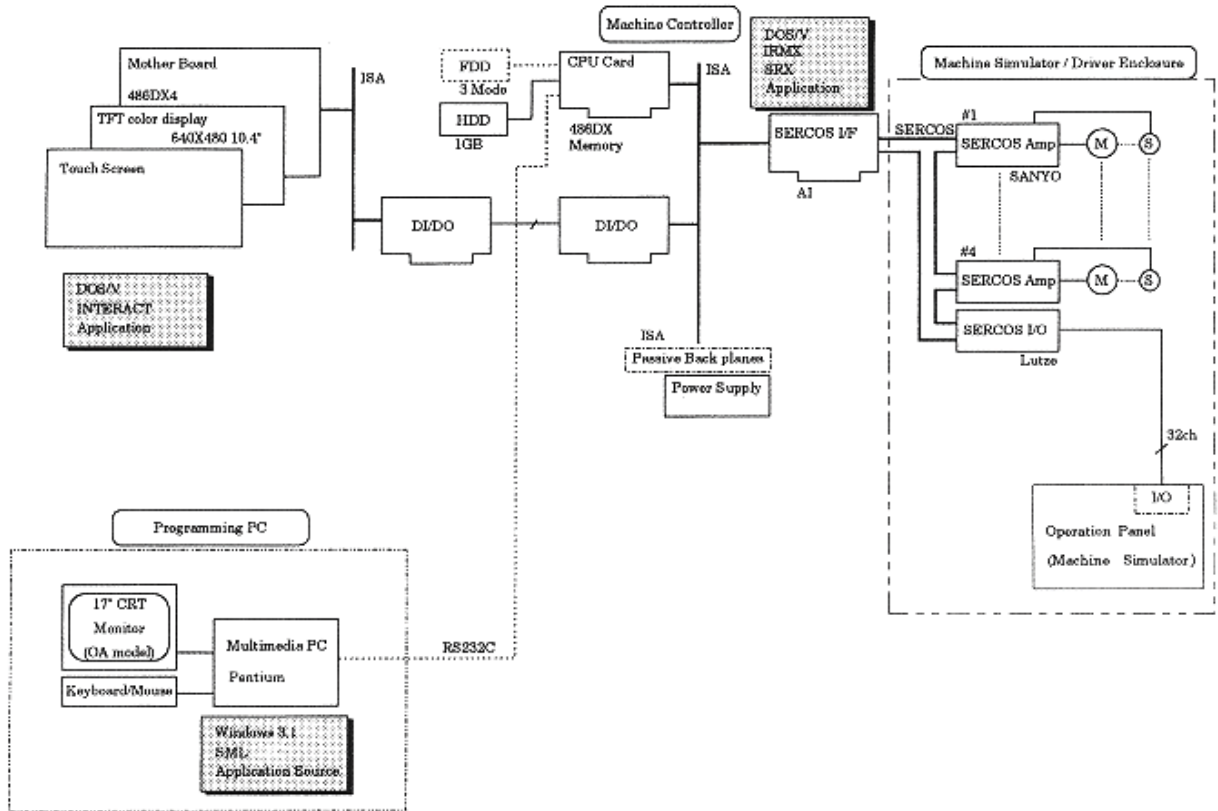 Machine Controller
Mother Board
486DX4
TFT color display
640X480 10.4"
Touch Screen
ISA
DOS/V
INTERACT
Application
DI/DO
FDD
3 Mode
HDD
1GB
CPU Card
486DX
Memory
DI/DO
ISA
ISA
Passive Back planes
Power Supply
DOS/V
IRMX
SRX
Application
SERCOS I/F
AI
SERCOS
Machine Simulator / Driver Enclosure
#1
SERCOS Amp
M
S
SANYO
#4
SERCOS Amp
M
S
SERCOS I/O
Lutze
32ch
I/O
Operation Panel
(Machine Simulator)
Programming PC
17" CRT
Monitor
(OA model)
Keyboard/Mouse
Multimedia PC
Pentium
RS232C
Windows 3.1
SML
Application Source